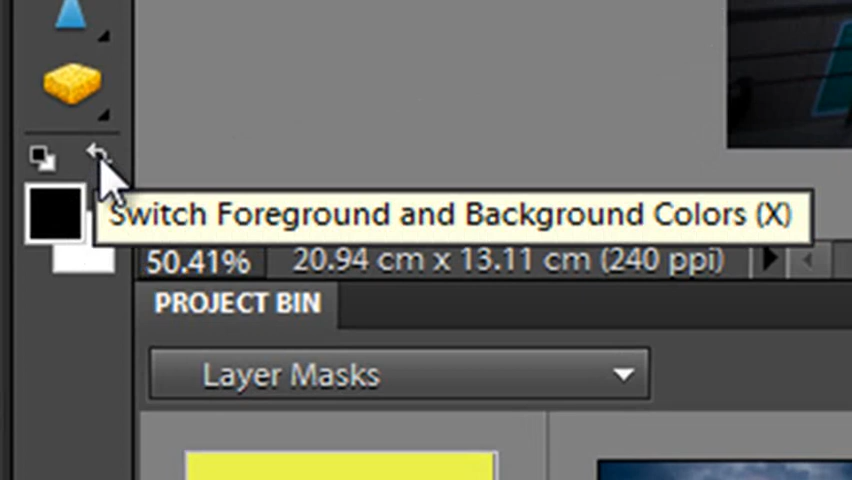 Switch Foreground and Background Colors (X)
50.41% 20.94 cm x 13.11 cm (240 ppi)
PROJECT BIN
Layer Masks